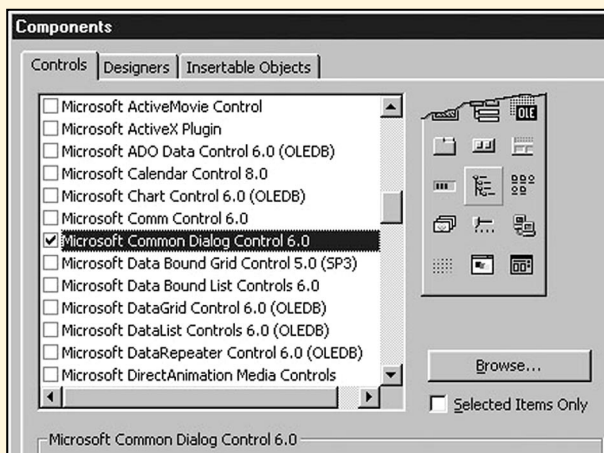 Components
Controls
Designers
Insertable Objects
Microsoft ActiveMovie Control
Microsoft ActiveX Plugin
Microsoft ADO Data Control 6.0 (OLEDB)
Microsoft Calendar Control 8.0
Microsoft Chart Control 6.0 (OLEDB)
Microsoft Comm Control 6.0
Microsoft Common Dialog Control 6.0
Microsoft Data Bound Grid Control 5.0 (SP3)
Microsoft Data Bound List Controls 6.0
Microsoft DataGrid Control 6.0 (OLEDB)
Microsoft DataList Controls 6.0 (OLEDB)
Microsoft DataRepeater Control 6.0 (OLEDB)
Microsoft DirectAnimation Media Controls
OLE
Browse...
Selected Items Only
Microsoft Common Dialog Control 6.0